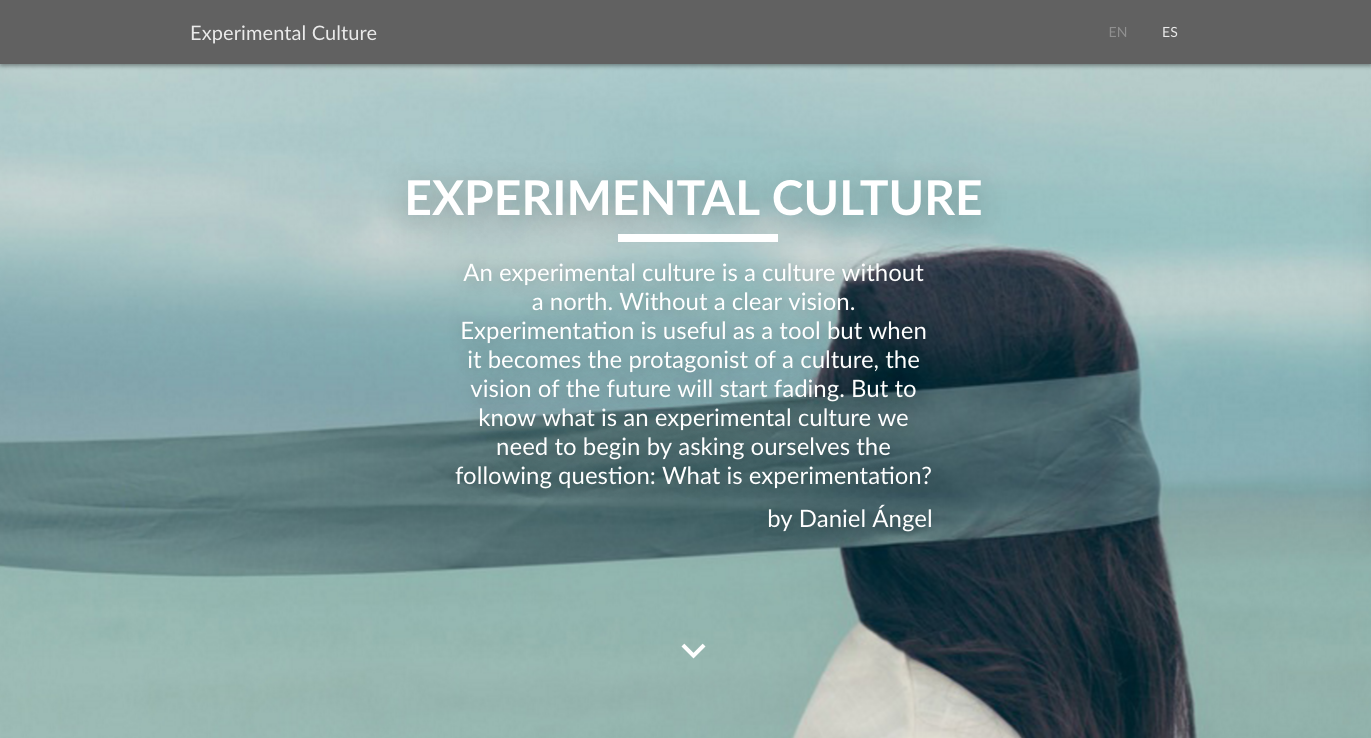 Experimental Culture
EN ES
EXPERIMENTAL CULTURE
An experimental culture is a culture without
a north. Without a clear vision.
Experimentation is useful as a tool but when
it becomes the protagonist of a culture, the
vision of the future will start fading. But to
know what is an experimental culture we
need to begin by asking ourselves the
following question: What is experimentation?
by Daniel Ángel